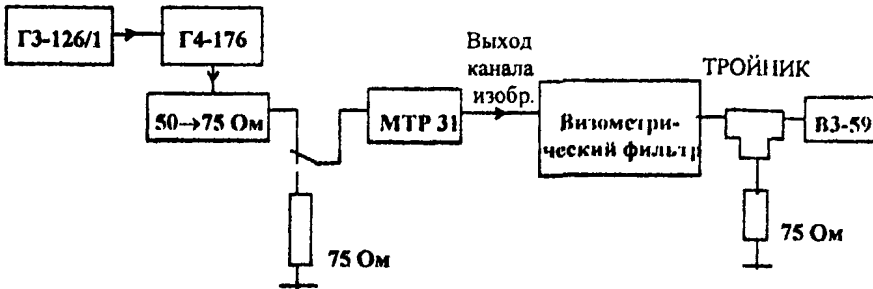 Г3-126/1
Г4-176
50→75 Ом
75 Ом
МТР 31
Выход
канала
изобр.
Визометри-
ческий фильтр
ТРОЙНИК
В3-59
75 Ом